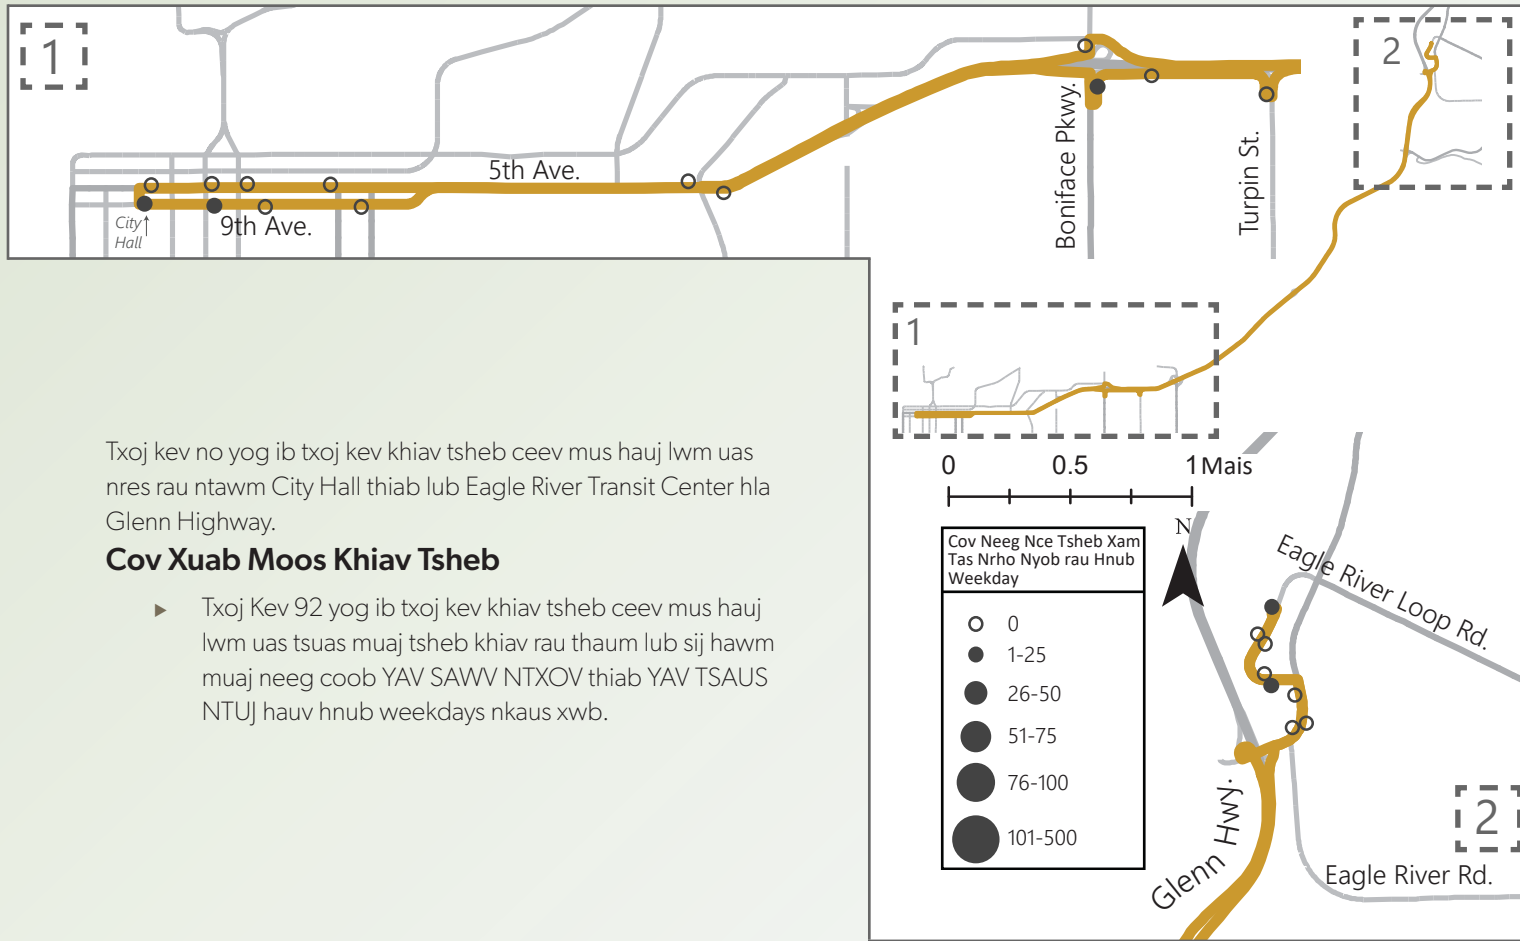 1
5th Ave.
City
Hall
9th Ave.
Boniface Pkwy.
Turpin St.
2
1
Txoj kev no yog ib txoj kev khiav tsheb ceev mus hauj lwm uas
nres rau ntawm City Hall thiab lub Eagle River Transit Center hla
Glenn Highway.
Cov Xuab Moos Khiav Tsheb
Txoj Kev 92 yog ib txoj kev khiav tsheb ceev mus hauj
lwm uas tsuas muaj tsheb khiav rau thaum lub sij hawm
muaj neeg coob YAV SAWV NTXOV thiab YAV TSAUS
NTUJ hauv hnub weekdays nkaus xwb.
0 0.5 1 Mais
Cov Neeg Nce Tsheb Xam
Tas Nrho Nyob rau Hnub
Weekday
0
1-25
26-50
51-75
76-100
101-500
N
Eagle River Loop Rd.
Glenn Hwy.
2
Eagle River Rd.